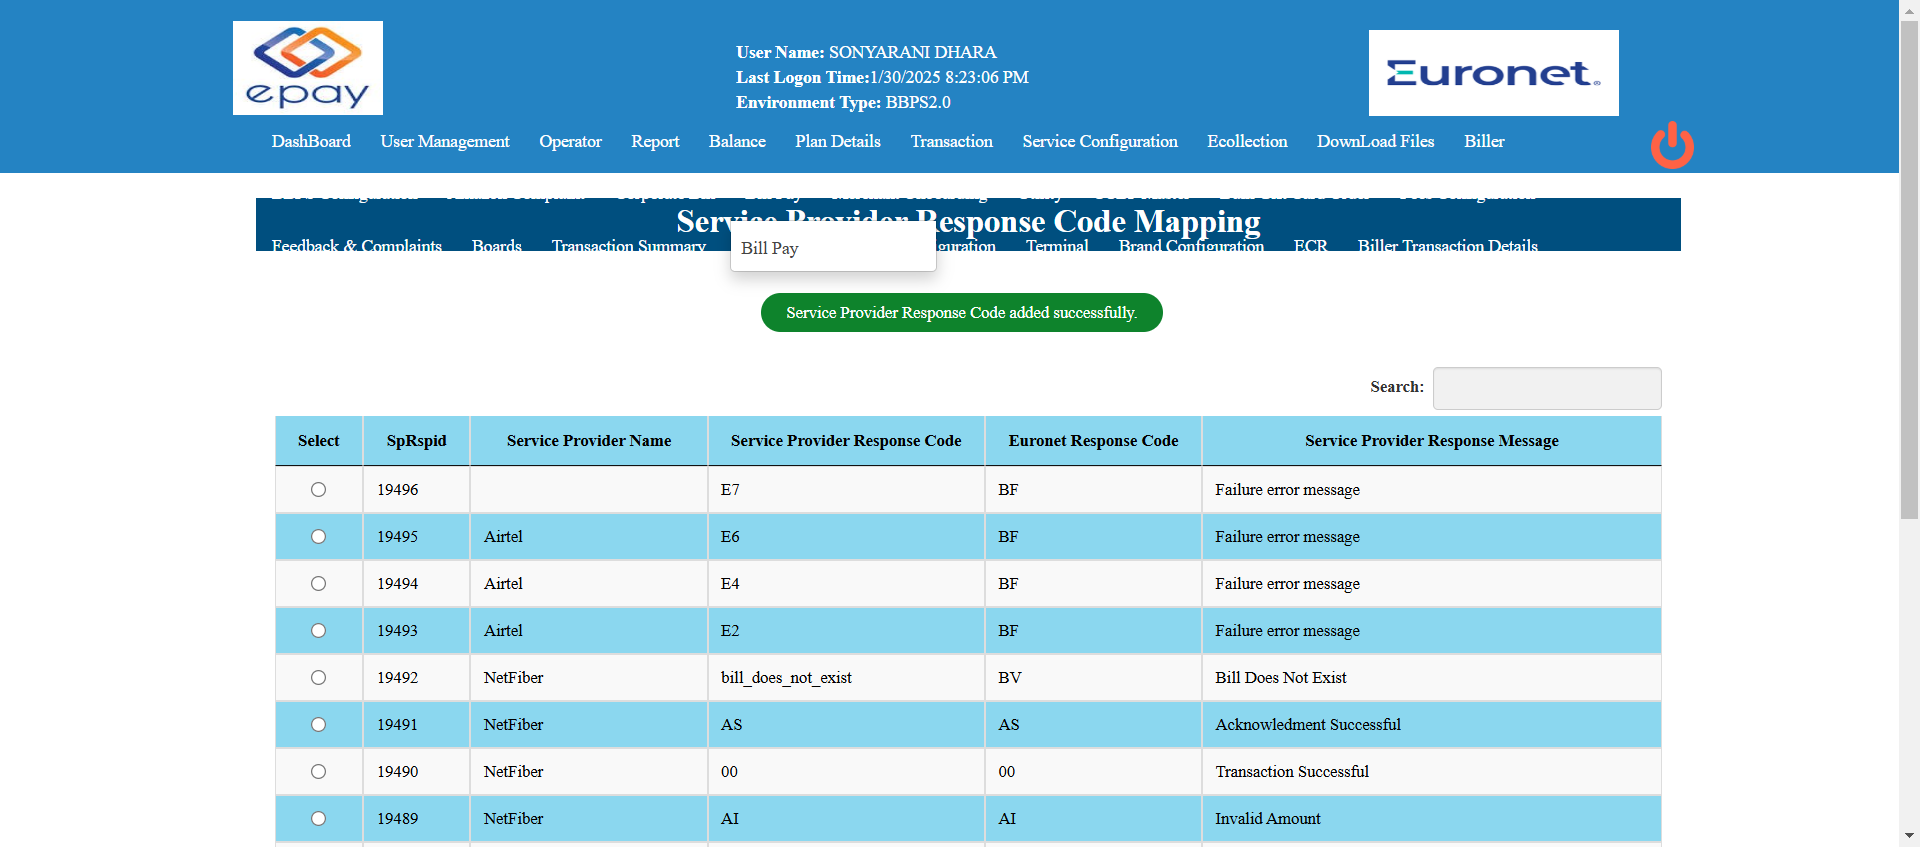 epay
User Name: SONYARANI DHARA
Last Logon Time:1/30/2025 8:23:06 PM
Environment Type: BBPS2.0
Euronet
DashBoard User Management Operator Report Balance Plan Details Transaction Service Configuration Ecollection DownLoad Files Biller
Service Provider Response Code Mapping
Feedback & Complaints Boards Transaction Summary Terminal Brand Configuration ECR Biller Transaction Details
Bill Pay
Service Provider Response Code added successfully.
Search:
Select SpRspid Service Provider Name Service Provider Response Code Euronet Response Code Service Provider Response Message
19496 E7 BF Failure error message
19495 Airtel E6 BF Failure error message
19494 Airtel E4 BF Failure error message
19493 Airtel E2 BF Failure error message
19492 NetFiber bill_does_not_exist BV Bill Does Not Exist
19491 NetFiber AS AS Acknowledment Successful
19490 NetFiber 00 00 Transaction Successful
19489 NetFiber AI AI Invalid Amount